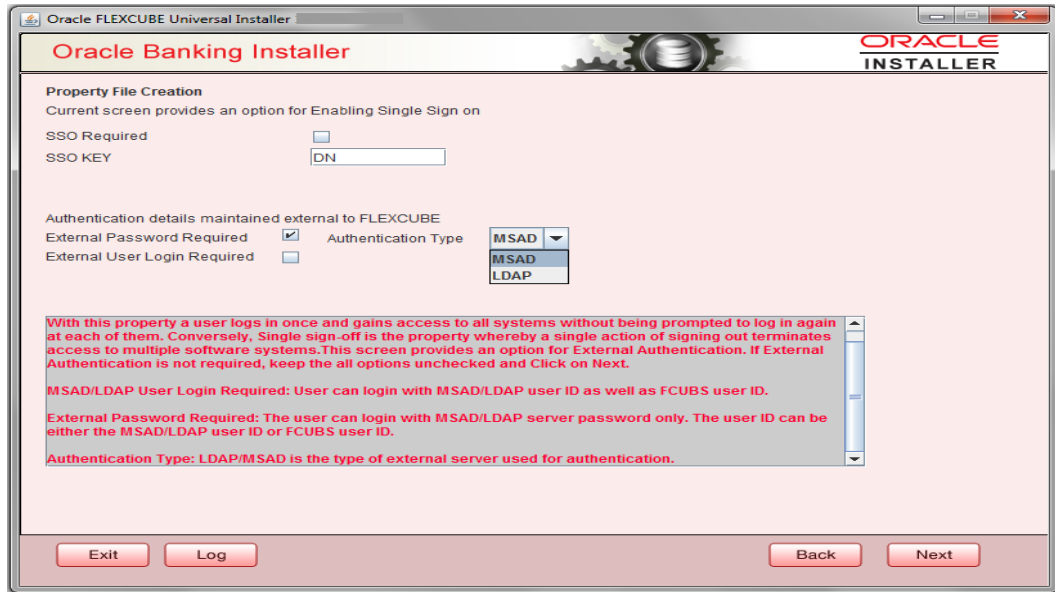 Oracle FLEXCUBE Universal Installer
Oracle Banking Installer
ORACLE
INSTALLER
Property File Creation
Current screen provides an option for Enabling Single Sign on
SSO Required
SSO KEY DN
Authentication details maintained external to FLEXCUBE
External Password Required Authentication Type MSAD
External User Login Required MSAD
LDAP
With this property a user logs in once and gains access to all systems without being prompted to log in again
at each of them. Conversely, Single sign-off is the property whereby a single action of signing out terminates
access to multiple software systems.This screen provides an option for External Authentication. If External
Authentication is not required, keep the all options unchecked and Click on Next.
MSAD/LDAP User Login Required: User can login with MSAD/LDAP user ID as well as FCUBS user ID.
External Password Required: The user can login with MSAD/LDAP server password only. The user ID can be
either the MSAD/LDAP user ID or FCUBS user ID.
Authentication Type: LDAP/MSAD is the type of external server used for authentication.
Exit Log Back Next